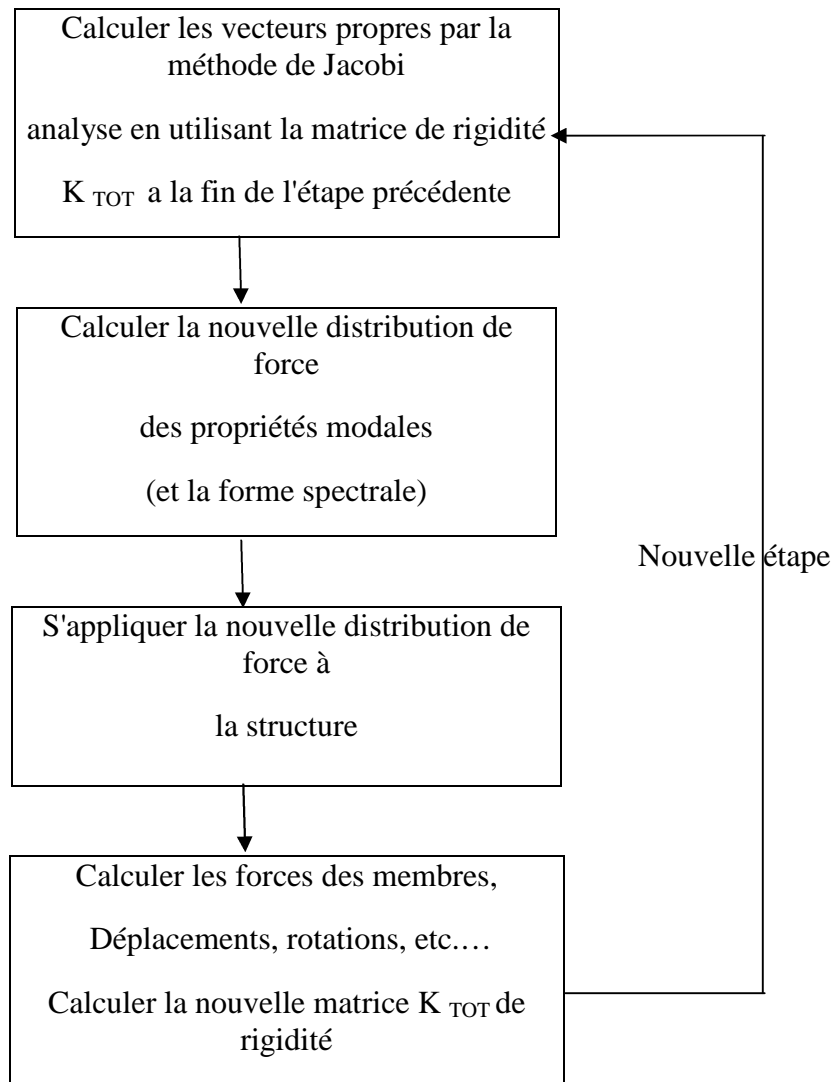 Calculer les vecteurs propres par la
méthode de Jacobi
analyse en utilisant la matrice de rigidité
K TOT a la fin de l'étape précédente
Calculer la nouvelle distribution de
force
des propriétés modales
(et la forme spectrale)
Nouvelle étape
S'appliquer la nouvelle distribution de
force à
la structure
Calculer les forces des membres,
Déplacements, rotations, etc.…
Calculer la nouvelle matrice K TOT de
rigidité